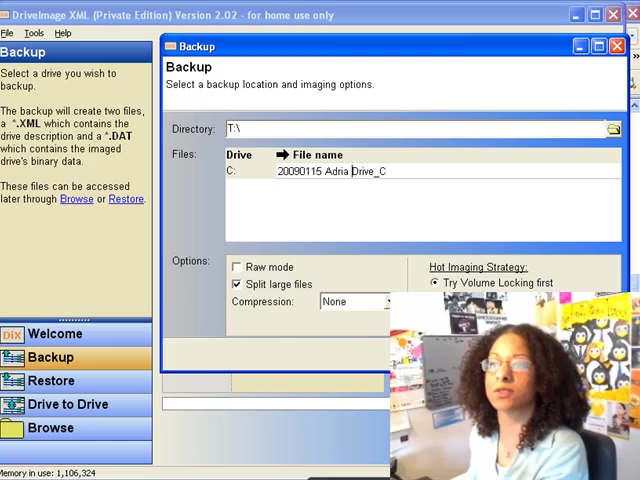 DriveImage XML (Private Edition) Version 2.02 - for home use only
File Tools Help
Backup
Select a drive you wish to
backup.
The backup will create two files,
a *.XML which contains the
drive description and a *.DAT
which contains the imaged
drive's binary data.
These files can be accessed
later through Browse or Restore.
DiX Welcome
Backup
Restore
Drive to Drive
Browse
Memory in use: 1,106,324
Backup
Backup
Select a backup location and imaging options.
Directory: T:\
Files: Drive File name
C: 20090115 Adria Drive_C
Options: Raw mode Hot Imaging Strategy:
Split large files Try Volume Locking first
Compression: None